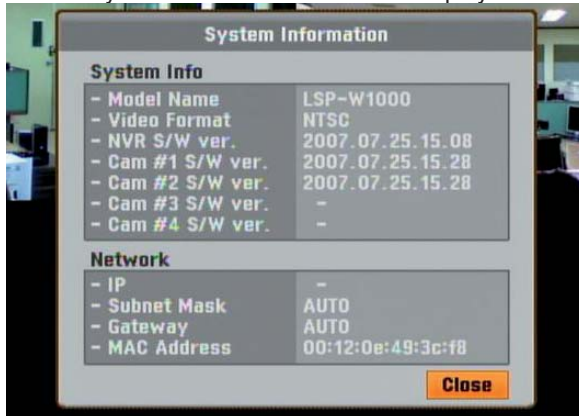 System Information
System Info
- Model Name LSP-W1000
- Video Format NTSC
- NVR S/W ver. 2007.07.25.15.08
- Cam #1 S/W ver. 2007.07.25.15.28
- Cam #2 S/W ver. 2007.07.25.15.28
- Cam #3 S/W ver. -
- Cam #4 S/W ver. -
Network
- IP -
- Subnet Mask AUTO
- Gateway AUTO
- MAC Address 00:12:0e:49:3c:f8
Close